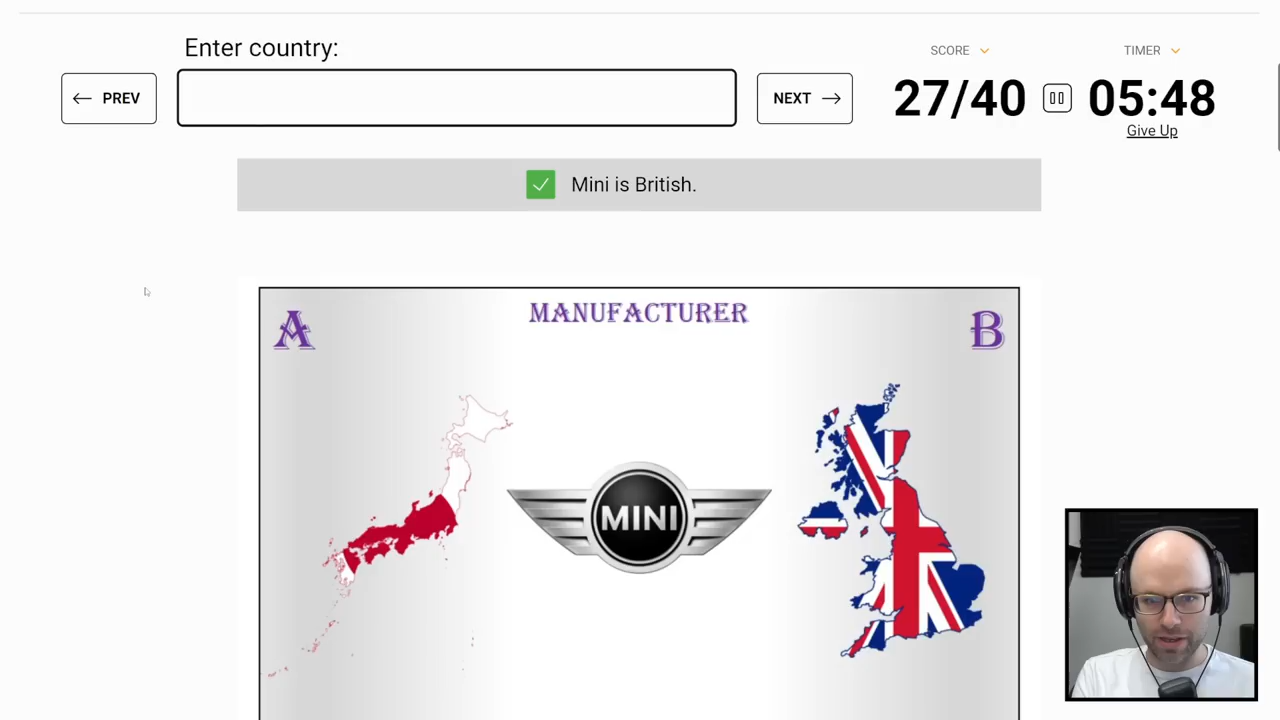 Enter country:
SCORE
TIMER
← PREV
NEXT →
27/40
05:48
Give Up
Mini is British.
A
MANUFACTURER
B
MINI